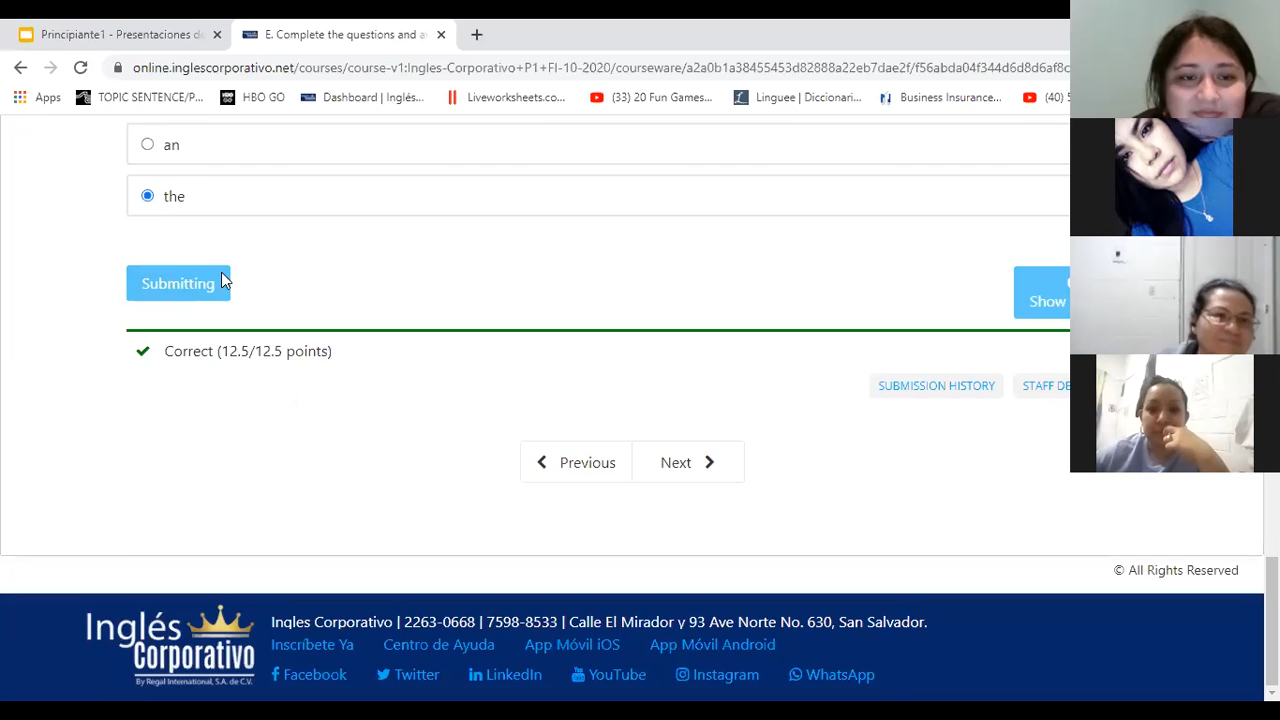 Principiante1 - Presentaciones de
E. Complete the questions and a
online.inglescorporativo.net/courses/course-v1:Ingles-Corporativo+P1+FI-10-2020/courseware/a2a0b1a38455453d82888a22eb7dae2f/f56abda04f344d6d8d6af8c
Apps
TOPIC SENTENCE/P...
HBO GO
Dashboard | Inglés...
Liveworksheets.co...
(33) 20 Fun Games...
Linguee | Diccionari...
Business Insurance...
(40) 5
an
the
Submitting
Show
Correct (12.5/12.5 points)
SUBMISSION HISTORY
STAFF DE
Previous
Next
© All Rights Reserved
Inglés Corporativo
By Regal International, S.A. de C.V.
Ingles Corporativo | 2263-0668 | 7598-8533 | Calle El Mirador y 93 Ave Norte No. 630, San Salvador.
Inscríbete Ya
Centro de Ayuda
App Móvil iOS
App Móvil Android
Facebook
Twitter
LinkedIn
YouTube
Instagram
WhatsApp